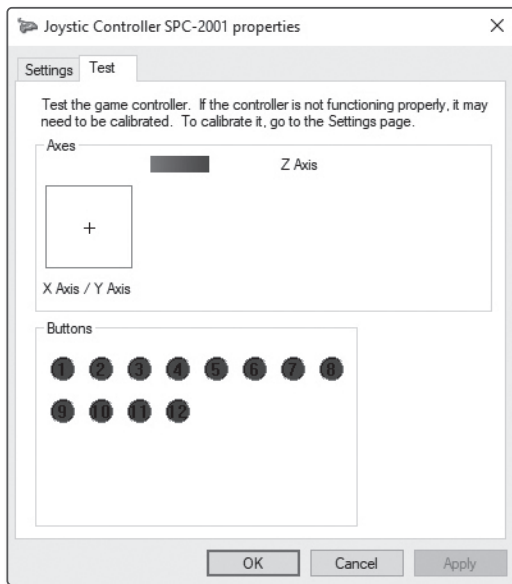 Joystic Controller SPC-2001 properties
Settings Test
Test the game controller. If the controller is not functioning properly, it may
need to be calibrated. To calibrate it, go to the Settings page.
Axes
Z Axis
X Axis / Y Axis
Buttons
1 2 3 4 5 6 7 8
9 10 11 12
OK Cancel Apply